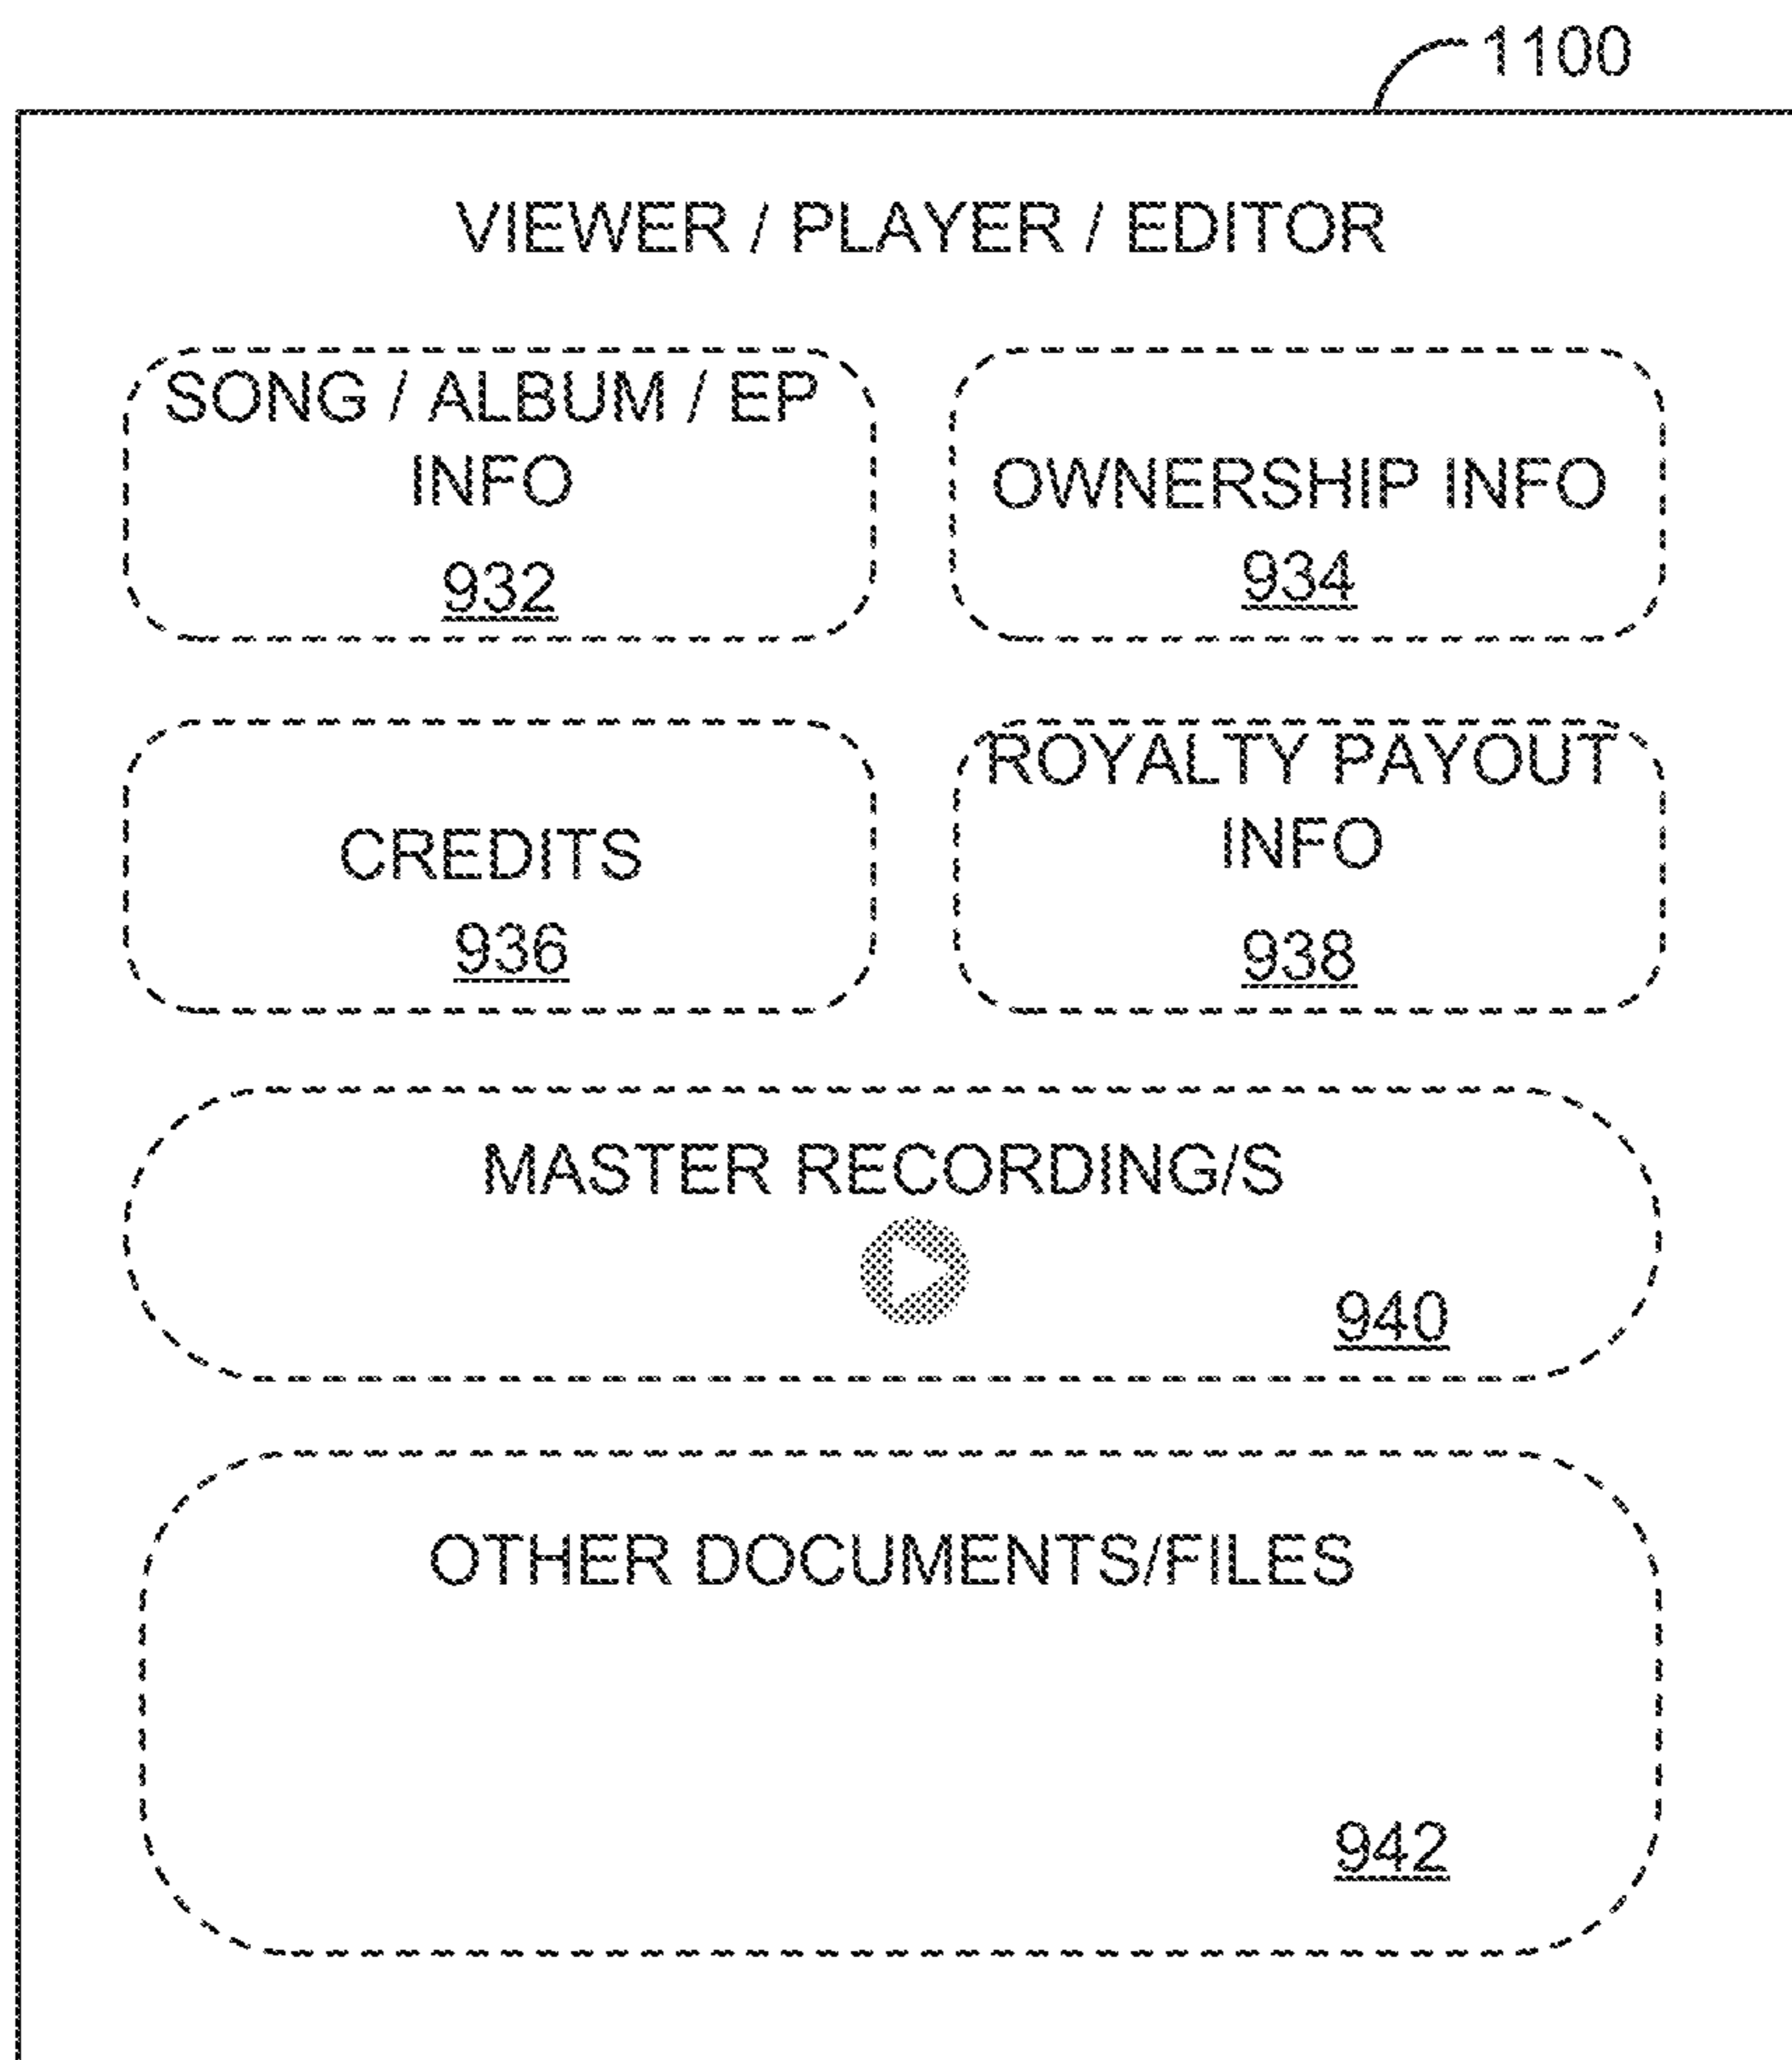 1100
VIEWER / PLAYER / EDITOR
SONG / ALBUM / EP
INFO
932
OWNERSHIP INFO
934
CREDITS
936
ROYALTY PAYOUT
INFO
938
MASTER RECORDING/S
940
OTHER DOCUMENTS/FILES
942